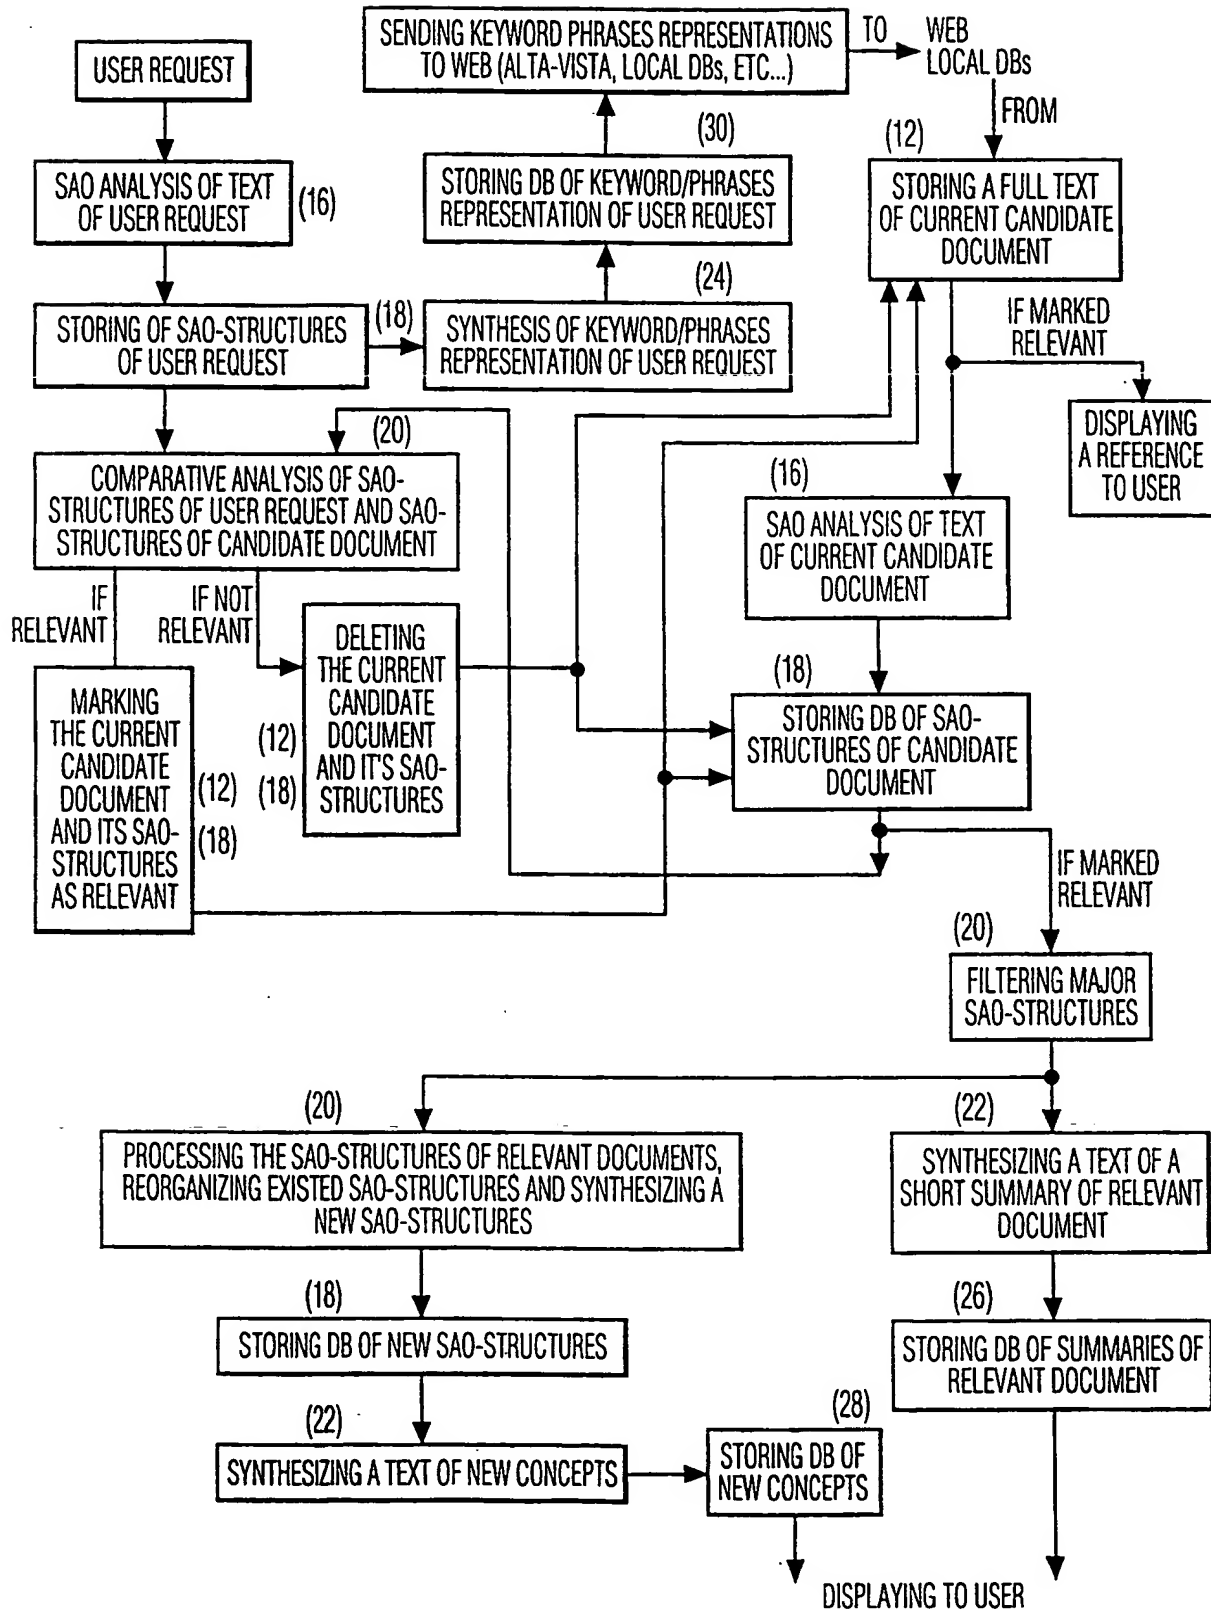 USER REQUEST
SENDING KEYWORD PHRASES REPRESENTATIONS
TO WEB (ALTA-VISTA, LOCAL DBs, ETC...)
TO
WEB
LOCAL DBs
FROM
SAO ANALYSIS OF TEXT
OF USER REQUEST
(16)
(30)
STORING DB OF KEYWORD/PHRASES
REPRESENTATION OF USER REQUEST
(12)
STORING A FULL TEXT
OF CURRENT CANDIDATE
DOCUMENT
STORING OF SAO-STRUCTURES
OF USER REQUEST
(18)
(24)
SYNTHESIS OF KEYWORD/PHRASES
REPRESENTATION OF USER REQUEST
IF MARKED
RELEVANT
DISPLAYING
A REFERENCE
TO USER
(20)
COMPARATIVE ANALYSIS OF SAO-
STRUCTURES OF USER REQUEST AND SAO-
STRUCTURES OF CANDIDATE DOCUMENT
(16)
SAO ANALYSIS OF TEXT
OF CURRENT CANDIDATE
DOCUMENT
IF
RELEVANT
IF NOT
RELEVANT
DELETING
THE CURRENT
CANDIDATE
DOCUMENT
AND IT'S SAO-
STRUCTURES
(12)
(18)
MARKING
THE CURRENT
CANDIDATE
DOCUMENT
AND ITS SAO-
STRUCTURES
AS RELEVANT
(12)
(18)
(18)
STORING DB OF SAO-
STRUCTURES OF CANDIDATE
DOCUMENT
IF MARKED
RELEVANT
(20)
FILTERING MAJOR
SAO-STRUCTURES
(20)
PROCESSING THE SAO-STRUCTURES OF RELEVANT DOCUMENTS,
REORGANIZING EXISTED SAO-STRUCTURES AND SYNTHESIZING A
NEW SAO-STRUCTURES
(22)
SYNTHESIZING A TEXT OF A
SHORT SUMMARY OF RELEVANT
DOCUMENT
(18)
STORING DB OF NEW SAO-STRUCTURES
(26)
STORING DB OF SUMMARIES OF
RELEVANT DOCUMENT
(22)
SYNTHESIZING A TEXT OF NEW CONCEPTS
(28)
STORING DB OF
NEW CONCEPTS
DISPLAYING TO USER